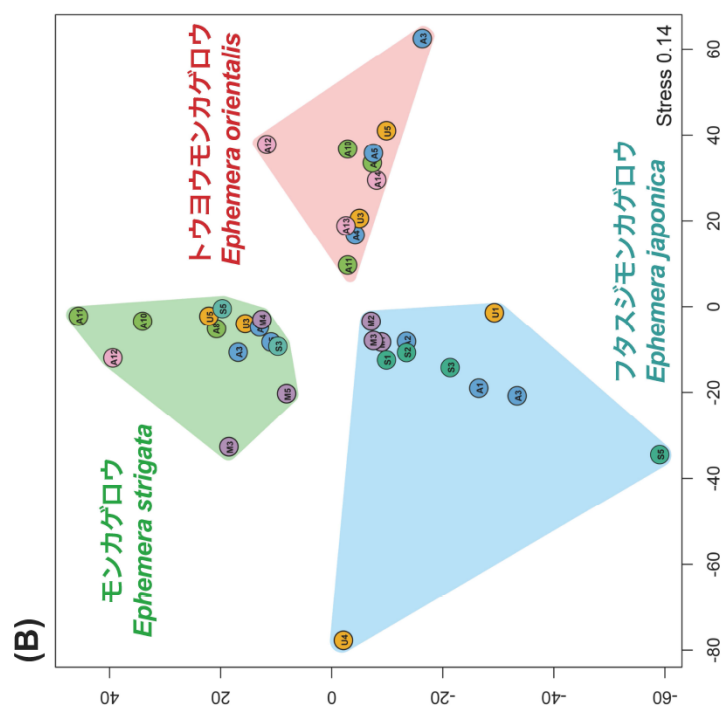 (B)
モンカゲロウ
Ephemera strigata
トウヨウモンカゲロウ
Ephemera orientalis
フタスジモンカゲロウ
Ephemera japonica
Stress 0.14
40
20
0
-20
-40
-60
-80
-60
-40
-20
0
20
40
60
A11
A10
A12
U5
S5
A8
U3
M4
A3
S3
M5
M3
A12
A10
A5
A14
U5
A13
U3
A4
A11
A3
U4
M2
M3
S1
S2
S3
U1
A1
A3
S5